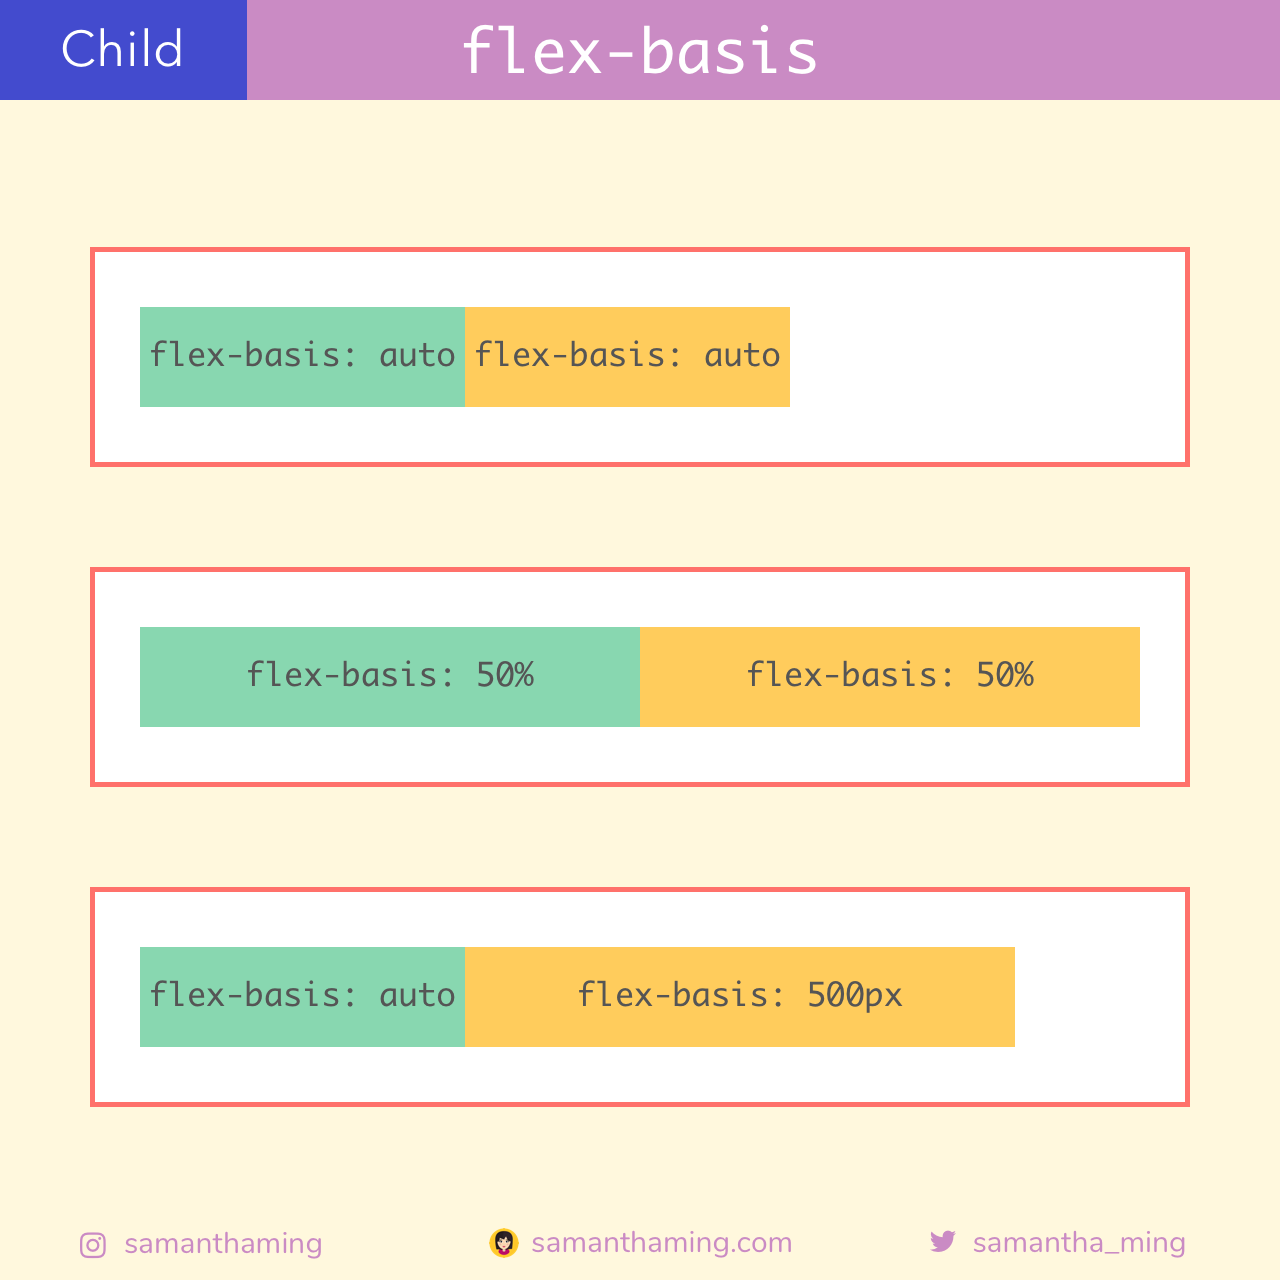 Child
flex-basis
flex-basis: auto flex-basis: auto
flex-basis: 50% flex-basis: 50%
flex-basis: auto flex-basis: 500px
samanthaming samanthaming.com samantha_ming